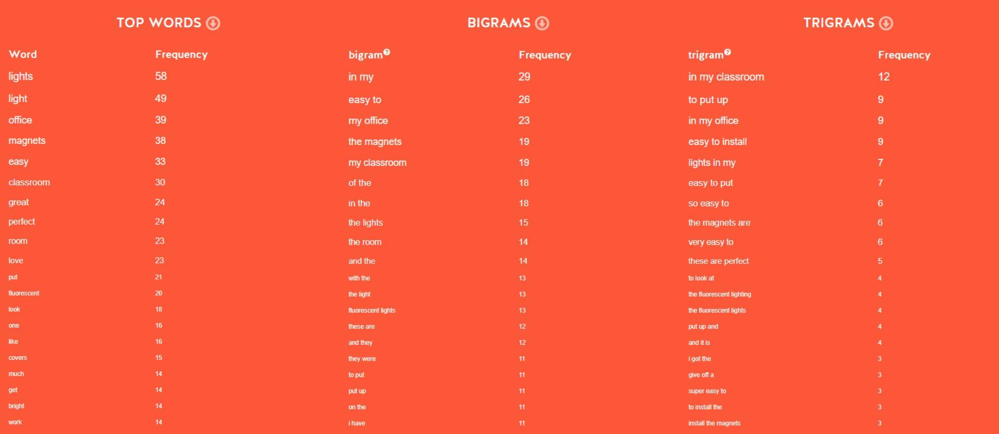 TOP WORDS BIGRAMS TRIGRAMS
Word Frequency bigram? Frequency trigram? Frequency
lights 58 in my 29 in my classroom 12
light 49 easy to 26 to put up 9
office 39 my office 23 in my office 9
magnets 38 the magnets 19 easy to install 9
easy 33 my classroom 19 lights in my 7
classroom 30 of the 18 easy to put 7
great 24 in the 18 so easy to 6
perfect 24 the lights 15 the magnets are 6
room 23 the room 14 very easy to 6
love 23 and the 14 these are perfect 5
put 21 with the 13 to look at 4
fluorescent 20 the light 13 the fluorescent lighting 4
look 18 fluorescent lights 13 the fluorescent lights 4
one 16 these are 12 put up and 4
like 16 and they 12 and it is 4
covers 15 they were 11 i got the 3
much 14 to put 11 give off a 3
get 14 put up 11 super easy to 3
bright 14 on the 11 to install the 3
work 14 i have 11 install the magnets 3